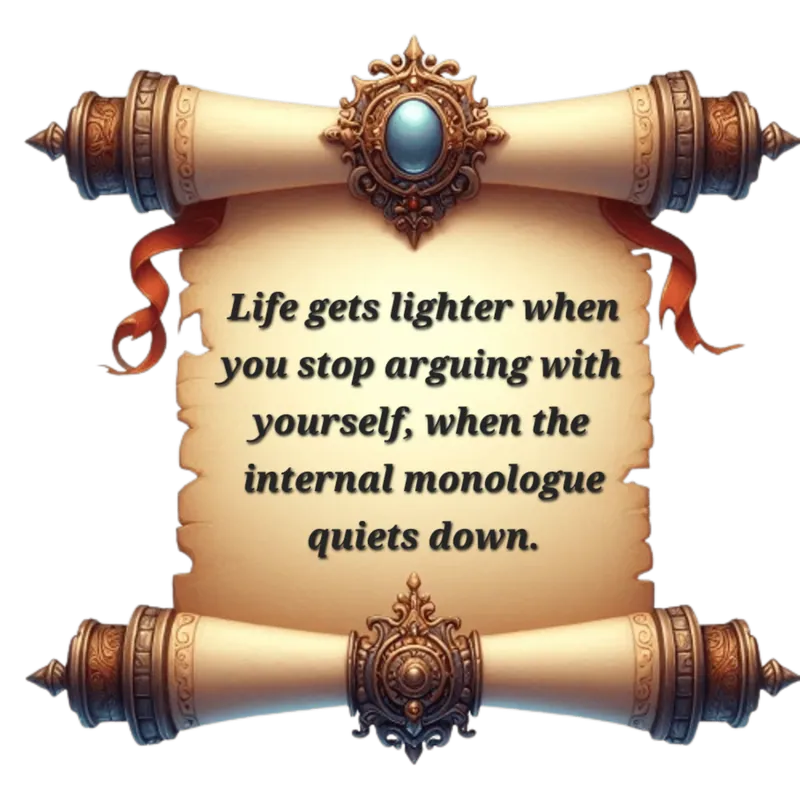 Life gets lighter when
you stop arguing with
yourself, when the
internal monologue
quiets down.